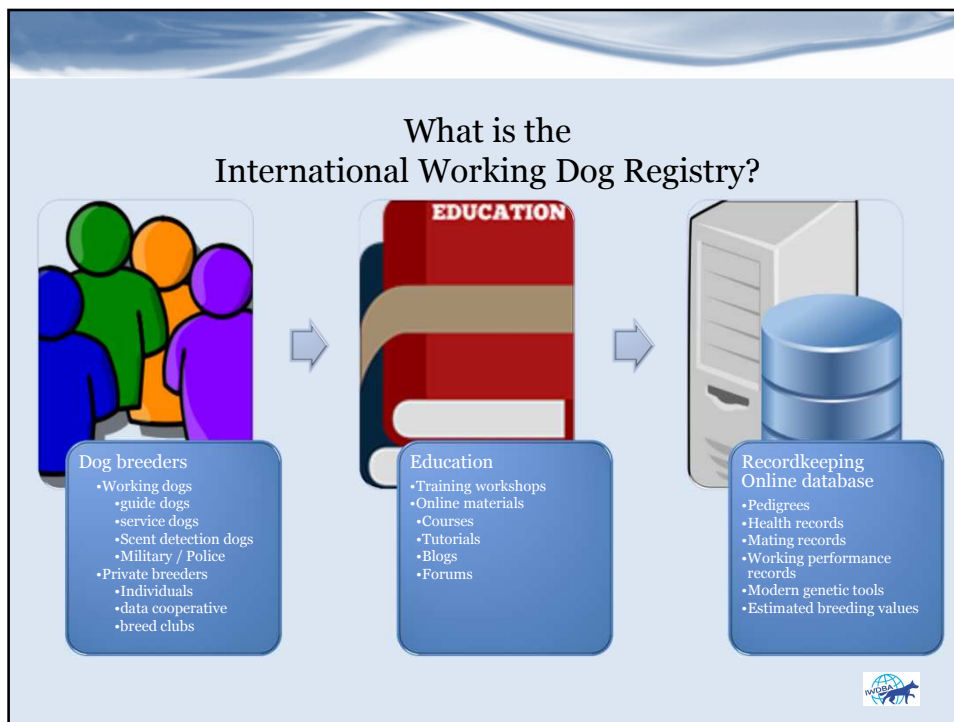 What is the
International Working Dog Registry?
EDUCATION
Dog breeders
•Working dogs
•guide dogs
•service dogs
•Scent detection dogs
•Military / Police
•Private breeders
•Individuals
•data cooperative
•breed clubs
Education
•Training workshops
•Online materials
•Courses
•Tutorials
•Blogs
•Forums
Recordkeeping
Online database
•Pedigrees
•Health records
•Mating records
•Working performance
records
•Modern genetic tools
•Estimated breeding values
IWDBA